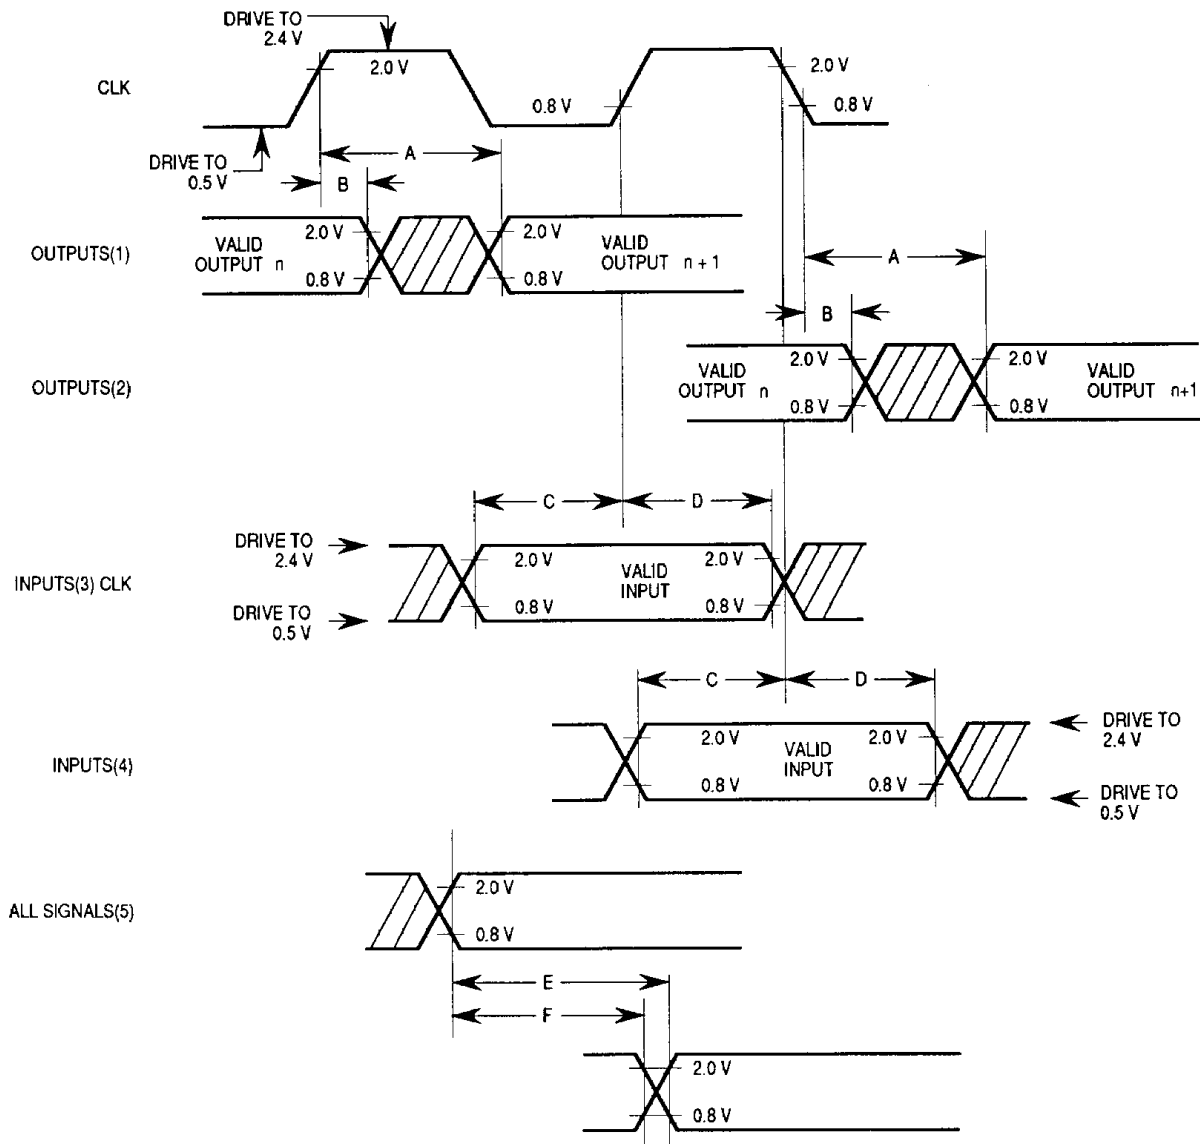 DRIVE TO
2.4 V
2.0 V
2.0 V
CLK
0.8 V
0.8 V
DRIVE TO
0.5 V
A
B
OUTPUTS(1)
VALID
OUTPUT n
2.0 V
0.8 V
2.0 V
0.8 V
VALID
OUTPUT n + 1
A
B
OUTPUTS(2)
VALID
OUTPUT n
2.0 V
0.8 V
2.0 V
0.8 V
VALID
OUTPUT n+1
C
D
DRIVE TO
2.4 V
INPUTS(3) CLK
DRIVE TO
0.5 V
2.0 V
0.8 V
VALID
INPUT
2.0 V
0.8 V
C
D
INPUTS(4)
2.0 V
0.8 V
VALID
INPUT
2.0 V
0.8 V
DRIVE TO
2.4 V
DRIVE TO
0.5 V
ALL SIGNALS(5)
2.0 V
0.8 V
E
F
2.0 V
0.8 V